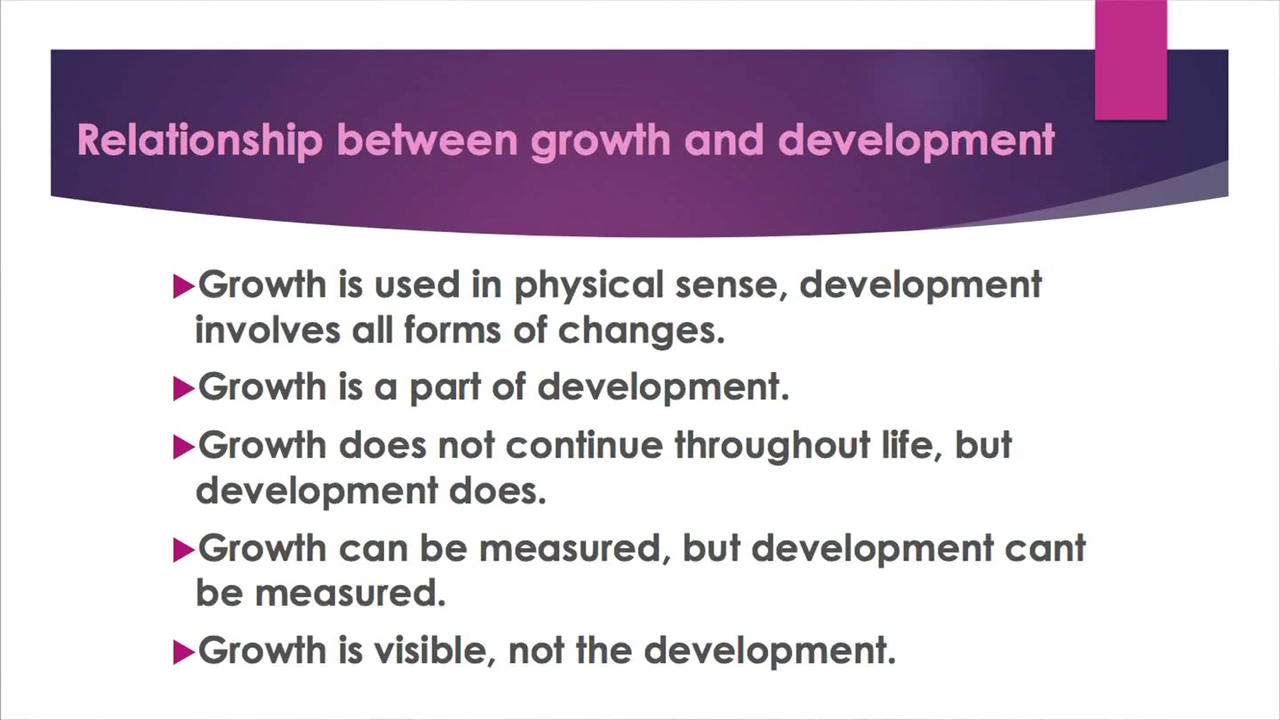 Relationship between growth and development
Growth is used in physical sense, development
involves all forms of changes.
Growth is a part of development.
Growth does not continue throughout life, but
development does.
Growth can be measured, but development cant
be measured.
Growth is visible, not the development.